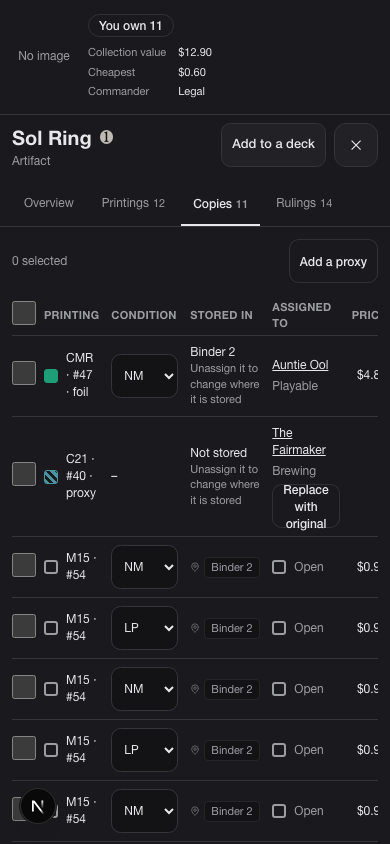 You own 11
No image
Collection value $12.90
Cheapest $0.60
Commander Legal
Sol Ring
Artifact
Add to a deck
Overview Printings 12 Copies 11 Rulings 14
0 selected
Add a proxy
PRINTING CONDITION STORED IN ASSIGNED TO
CMR · #47 · foil
NM
Binder 2
Unassign it to change where it is stored
Auntie Ool
Playable
C21 · #40 · proxy
–
Not stored
Unassign it to change where it is stored
The Fairmaker
Brewing
Replace with original
M15 · #54 NM Binder 2 Open
M15 · #54 LP Binder 2 Open
M15 · #54 NM Binder 2 Open
M15 · #54 LP Binder 2 Open
M15 · #54 NM Binder 2 Open
N